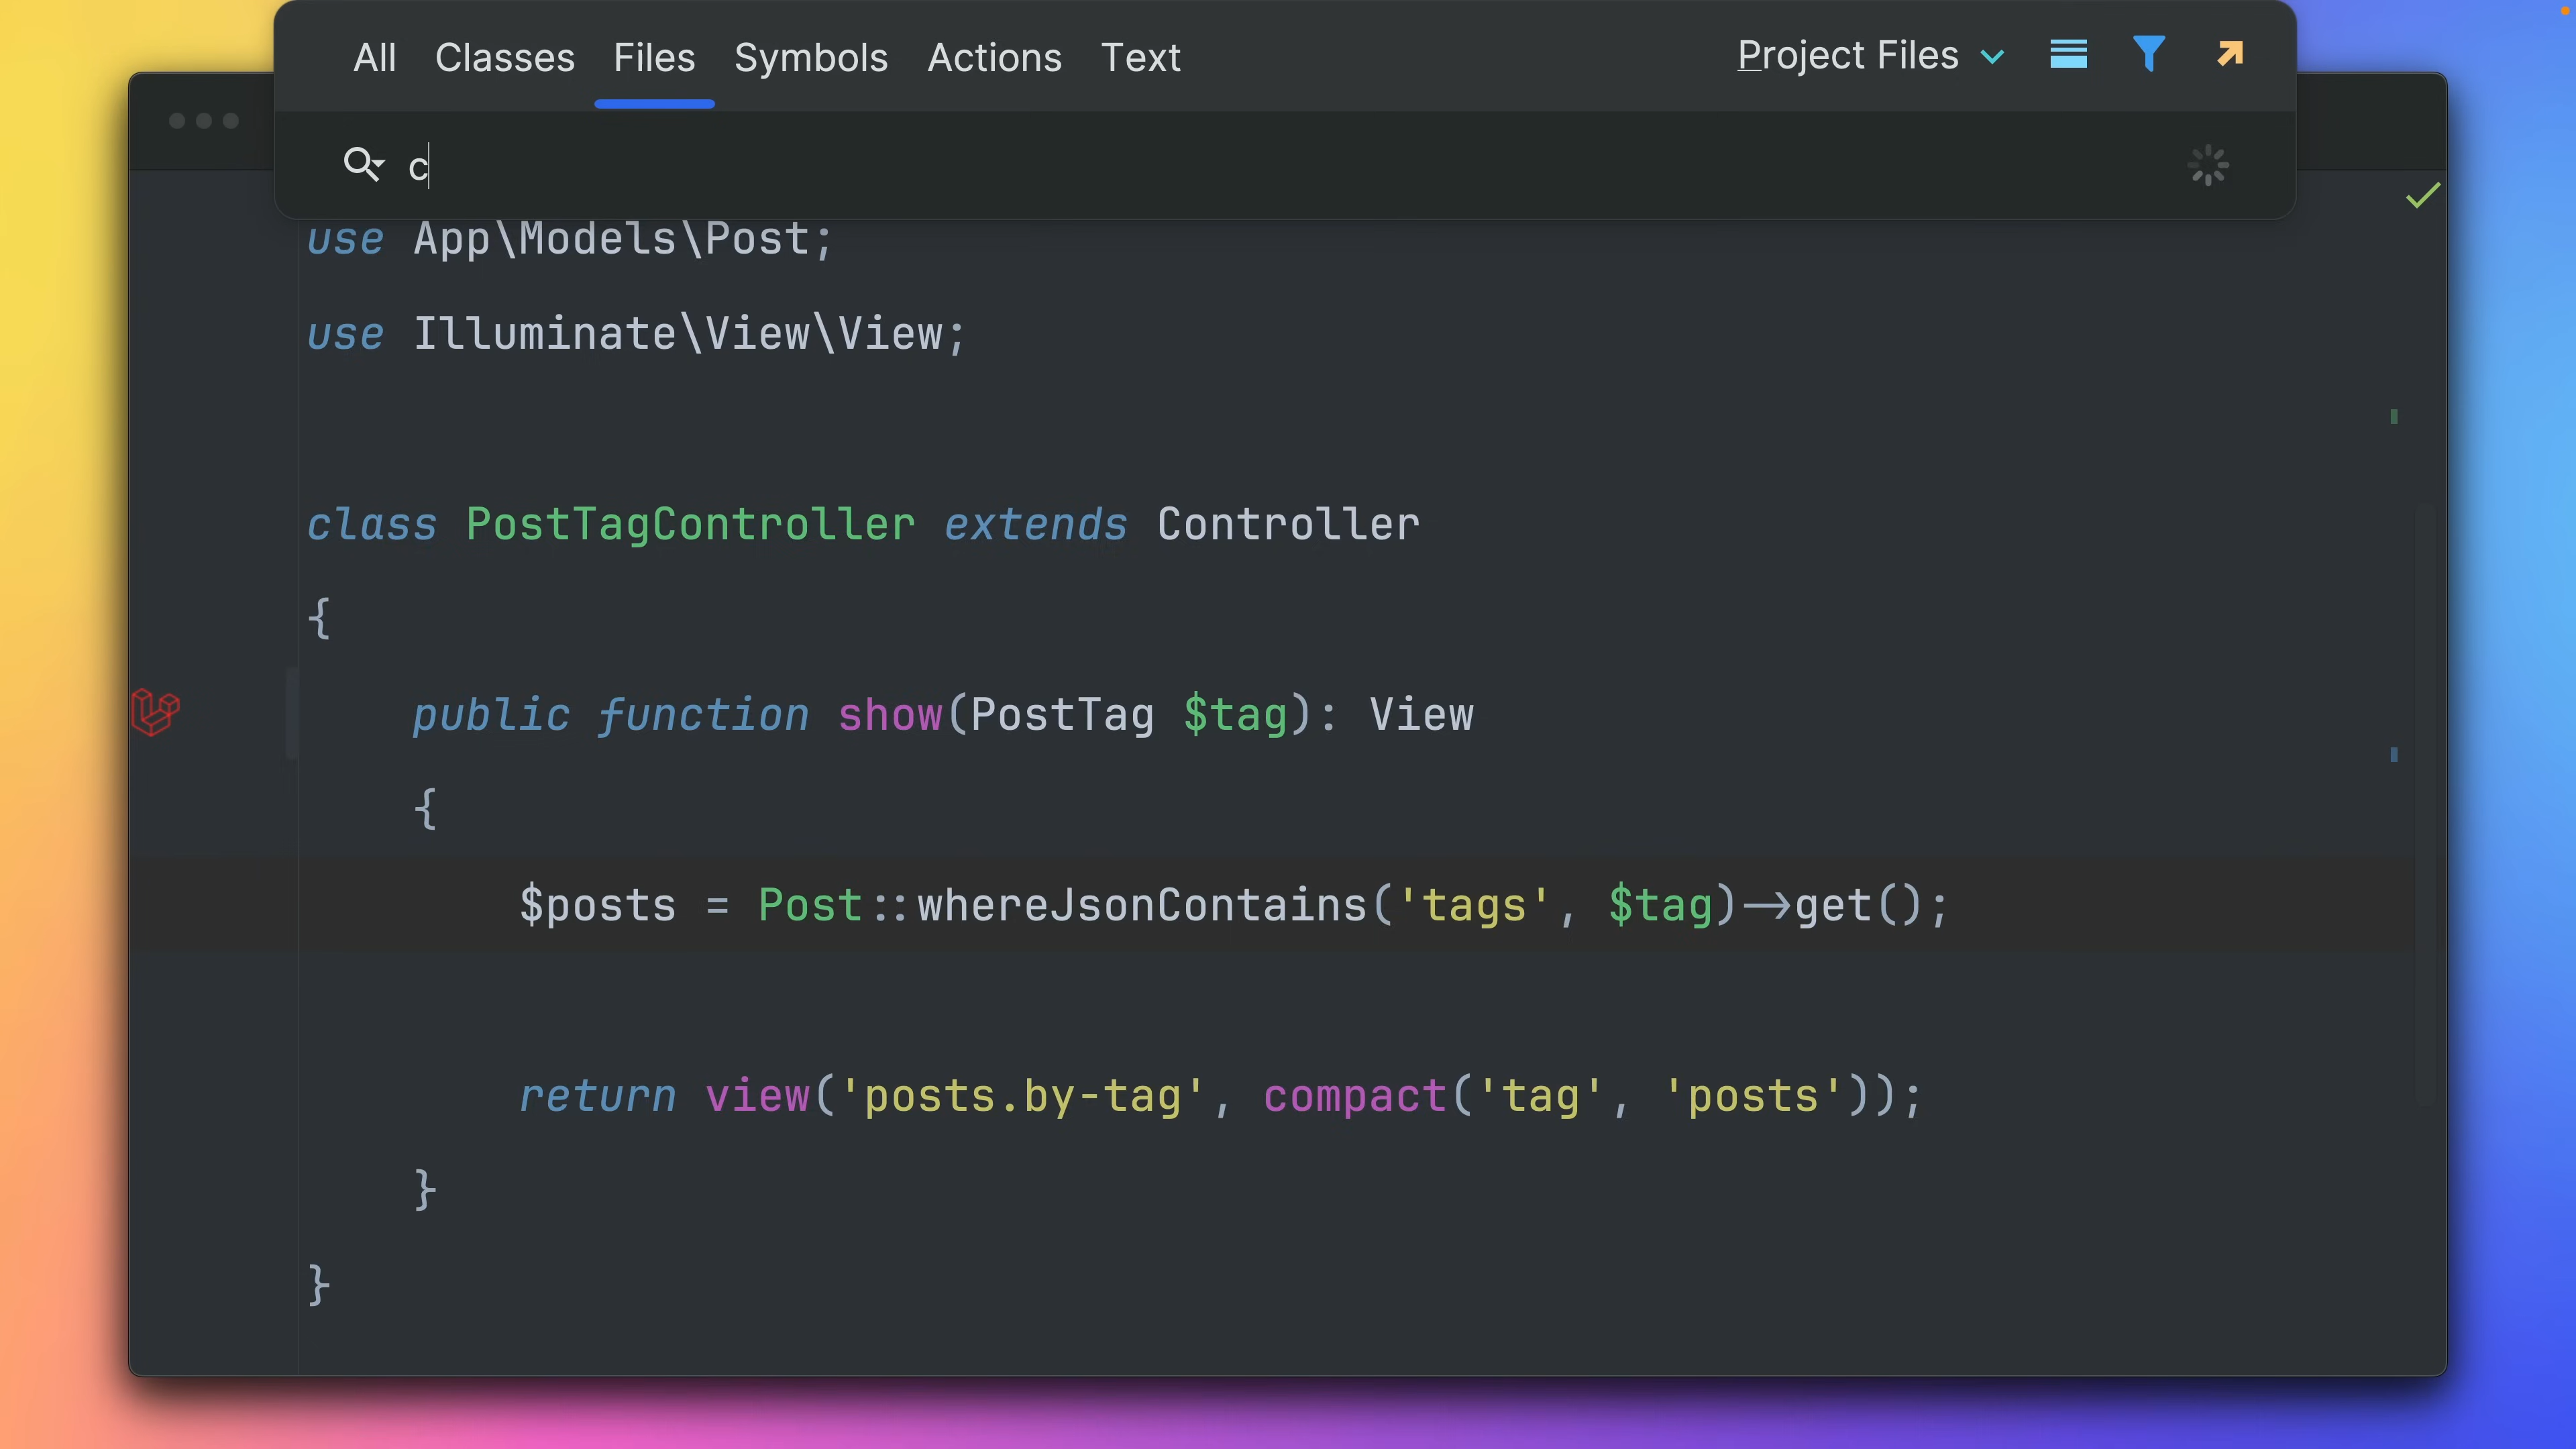 All Classes Files Symbols Actions Text Project Files
c
use App\Models\Post;
use Illuminate\View\View;
class PostTagController extends Controller
{
public function show(PostTag $tag): View
{
$posts = Post::whereJsonContains('tags', $tag)->get();
return view('posts.by-tag', compact('tag', 'posts'));
}
}